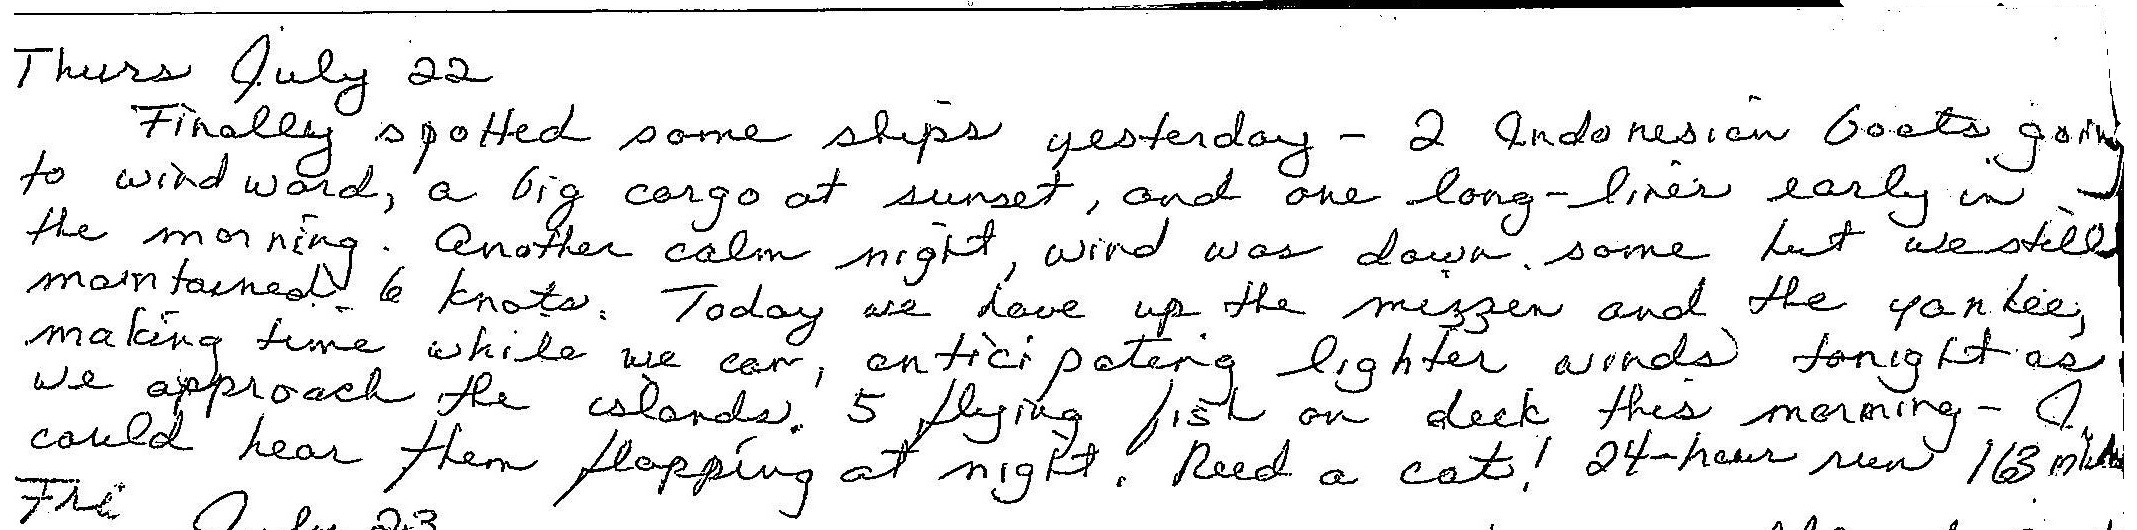 Thurs July 22
Finally spotted some ships yesterday - 2 Indonesian boats going
to windward, a big cargo at sunset, and one long-liner early in
the morning. Another calm night, wind was down some but we still
maintained 6 knots. Today we have up the mizzen and the yankee,
making time while we can, anticipating lighter winds tonight as
we approach the islands. 5 flying fish on deck this morning - I
could hear them flapping at night. Need a cat! 24-hour run 163 miles
Fri July 23